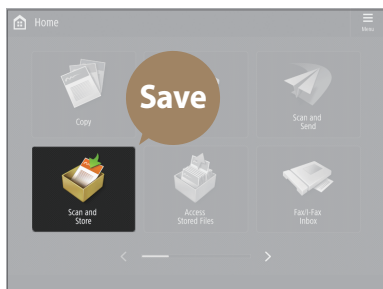 Home
Menu
Save
Copy
Scan and
Send
Scan and
Store
Access
Stored Files
Fax/I-Fax
Inbox